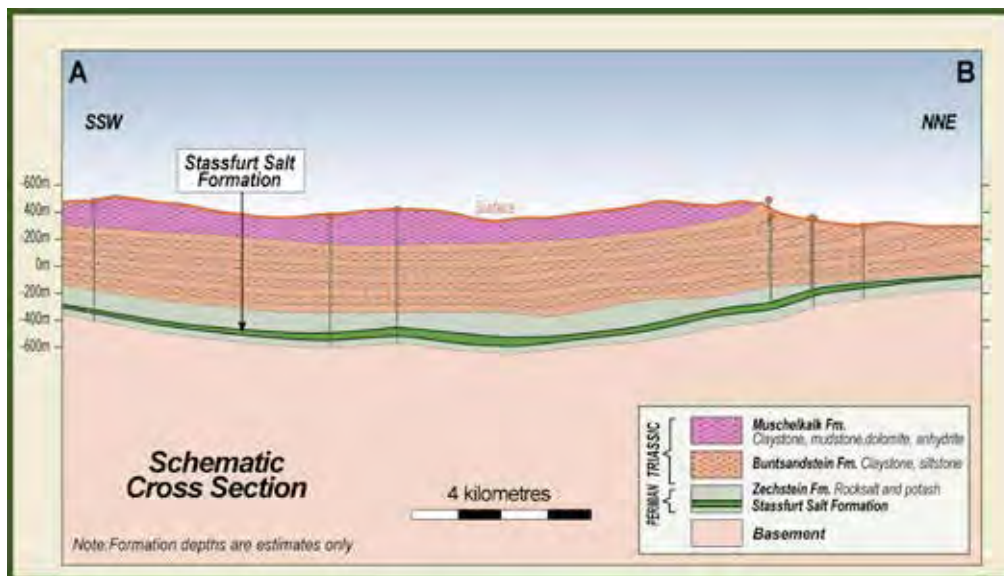 A
B
SSW
NNE
Stassfurt Salt
Formation
Surface
-600m
400m
-200m
0m
-200m
-400m
-600m
Schematic
Cross Section
4 kilometres
Note: Formation depths are estimates only
PERMIAN TRIASSIC
Muschelkalk Fm.
Claystone, mudstone, dolomite, anhydrite
Buntsandstein Fm. Claystone, siltstone
Zechstein Fm. Rocksalt and potash
Stassfurt Salt Formation
Basement